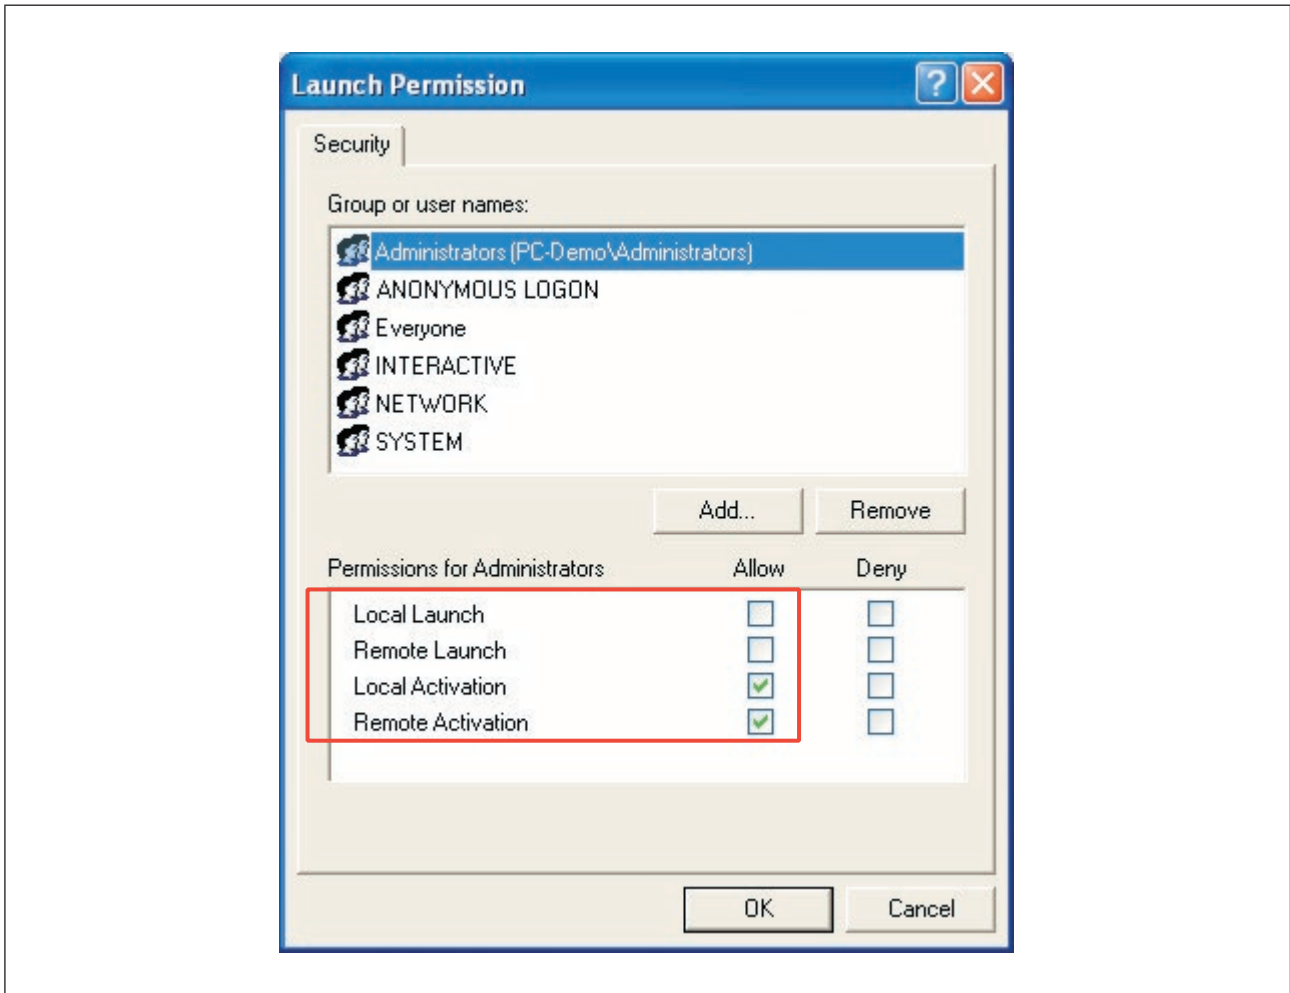 Launch Permission
?
Security
Group or user names:
Administrators (PC-Demo\Administrators)
ANONYMOUS LOGON
Everyone
INTERACTIVE
NETWORK
SYSTEM
Add... Remove
Permissions for Administrators Allow Deny
Local Launch
Remote Launch
Local Activation
Remote Activation
OK Cancel